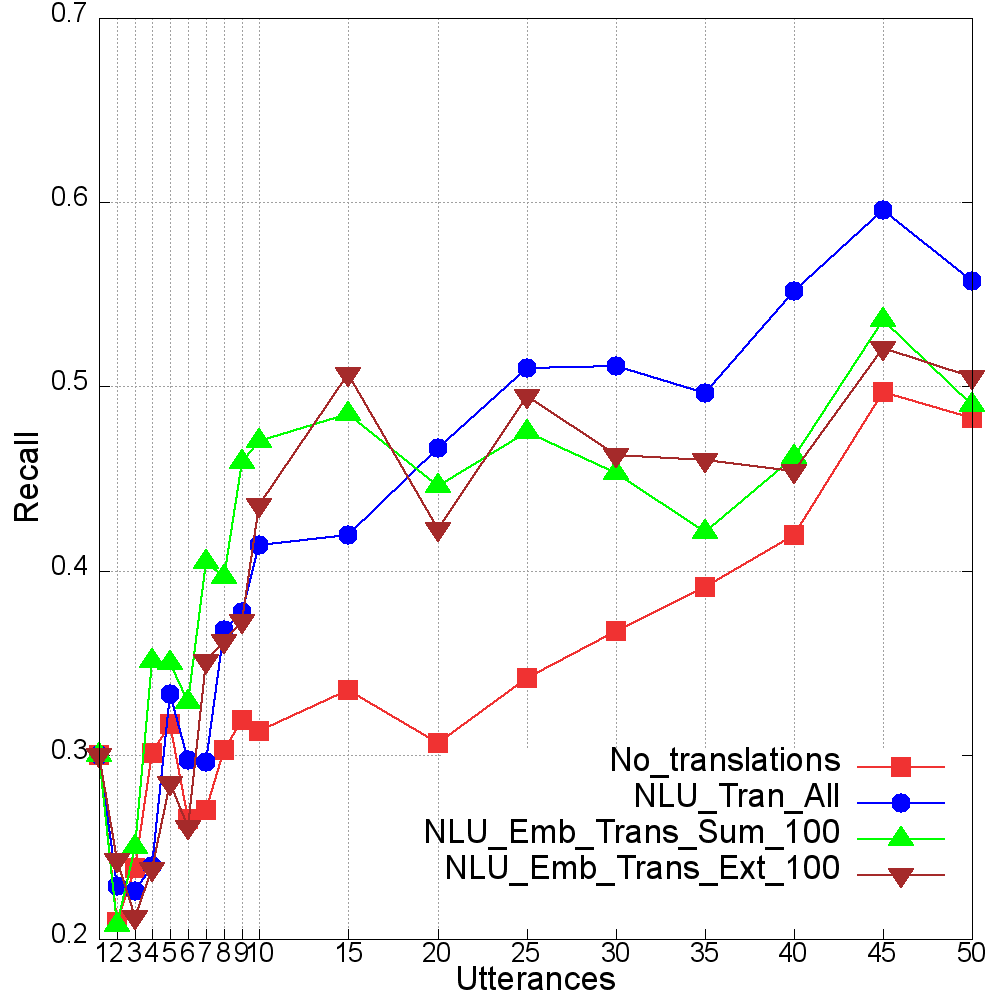 0.7
0.6
0.5
0.4
0.3
0.2
Recall
No_translations
NLU_Tran_All
NLU_Emb_Trans_Sum_100
NLU_Emb_Trans_Ext_100
1 2 3 4 5 6 7 8 9 10 15 20 25 30 35 40 45 50
Utterances